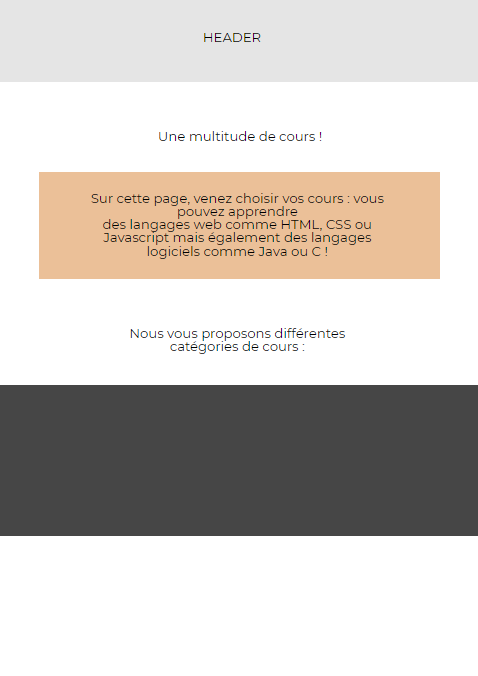 HEADER
Une multitude de cours !
Sur cette page, venez choisir vos cours : vous
pouvez apprendre
des langages web comme HTML, CSS ou
Javascript mais également des langages
logiciels comme Java ou C !
Nous vous proposons différentes
catégories de cours :